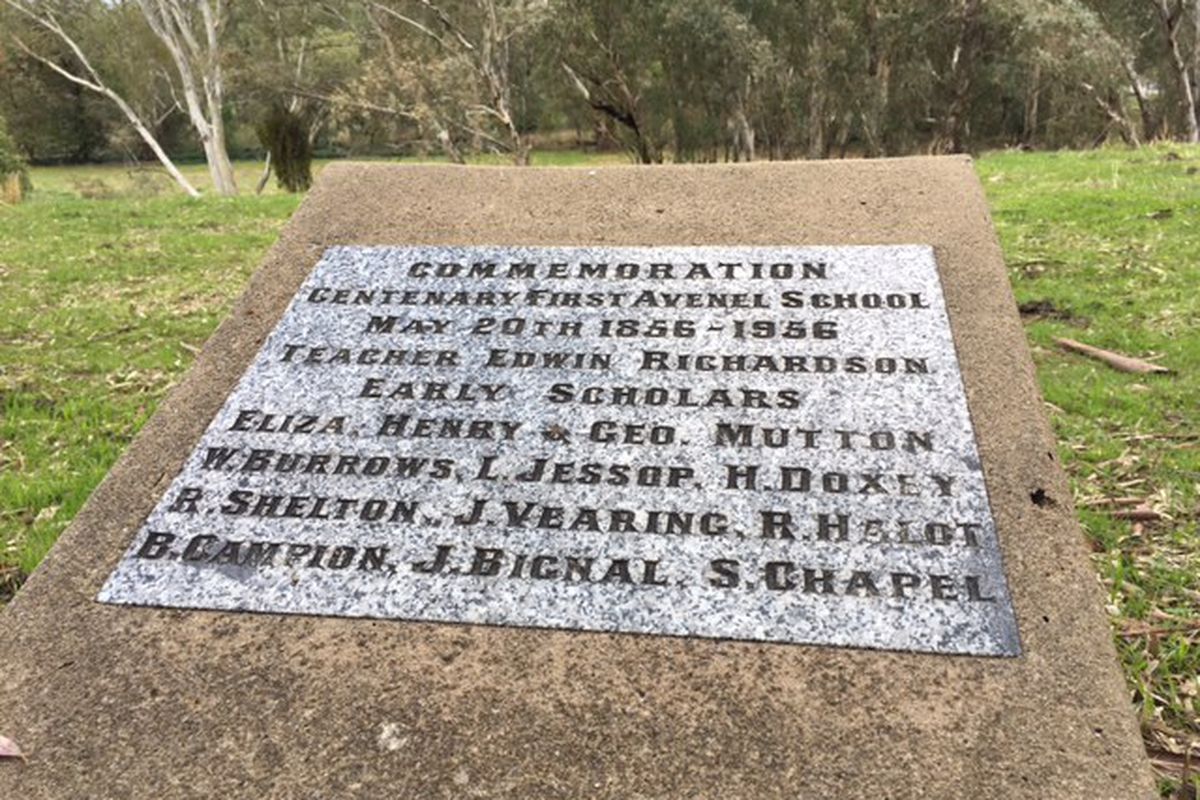 COMMEMORATION
CENTENARY FIRST AVENEL SCHOOL
MAY 20TH 1856-1956
TEACHER EDWIN RICHARDSON
EARLY SCHOLARS
ELIZA, HENRY & GEO. MUTTON
W. BURROWS, L. JESSOP, H. DOXEY
R. SHELTON, J. VEARING, R. HELOT
B. CAMPION, J. BIGNAL, S. CHAPEL